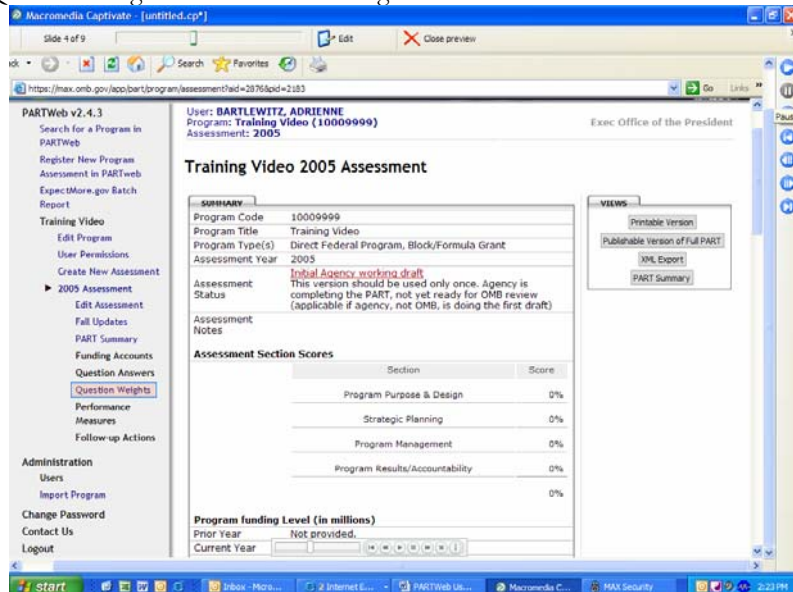 Macromedia Captivate - [untitled.cp*]
Slide 4 of 9
Edit
Close preview
Search Favorites
https://max.omb.gov/app/part/program/assessment?aid=2876&pid=2183
Go Links »
PARTWeb v2.4.3
Search for a Program in
PARTWeb
Register New Program
Assessment in PARTweb
ExpectMore.gov Batch
Report
Training Video
Edit Program
User Permissions
Create New Assessment
2005 Assessment
Edit Assessment
Fall Updates
PART Summary
Funding Accounts
Question Answers
Question Weights
Performance
Measures
Follow-up Actions
Administration
Users
Import Program
Change Password
Contact Us
Logout
User: BARTLEWITZ, ADRIENNE
Program: Training Video (10009999)
Assessment: 2005
Exec Office of the President
Training Video 2005 Assessment
SUMMARY
Program Code 10009999
Program Title Training Video
Program Type(s) Direct Federal Program, Block/Formula Grant
Assessment Year 2005
Assessment Status
Initial Agency working draft
This version should be used only once. Agency is
completing the PART, not yet ready for OMB review
(applicable if agency, not OMB, is doing the first draft)
Assessment
Notes
Assessment Section Scores
Section Score
Program Purpose & Design 0%
Strategic Planning 0%
Program Management 0%
Program Results/Accountability 0%
0%
Program funding Level (in millions)
Prior Year Not provided.
Current Year
VIEWS
Printable Version
Publishable Version of Full PART
XML Export
PART Summary
Paus
start
Inbox - Micro...
2 Internet E...
PARTWeb Us...
Macromedia C...
MAX Security
2:23 PM